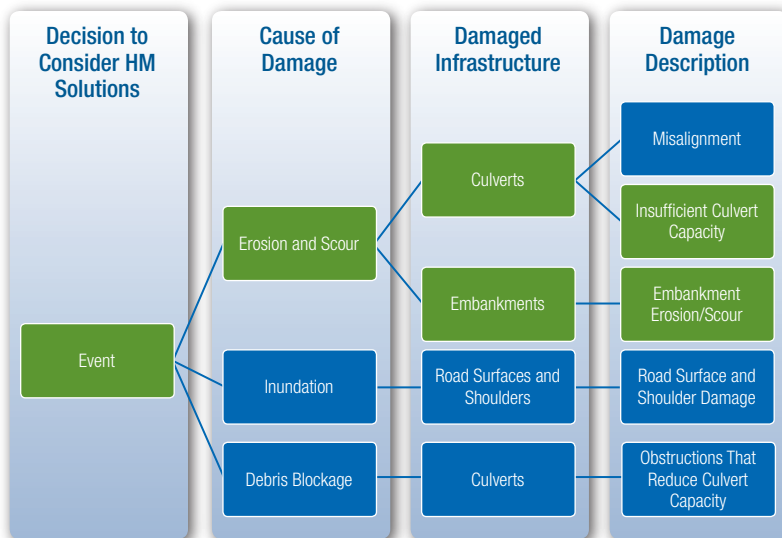 Decision to
Consider HM
Solutions
Cause of
Damage
Damaged
Infrastructure
Damage
Description
Event
Erosion and Scour
Inundation
Debris Blockage
Culverts
Embankments
Road Surfaces and
Shoulders
Culverts
Misalignment
Insufficient Culvert
Capacity
Embankment
Erosion/Scour
Road Surface and
Shoulder Damage
Obstructions That
Reduce Culvert
Capacity